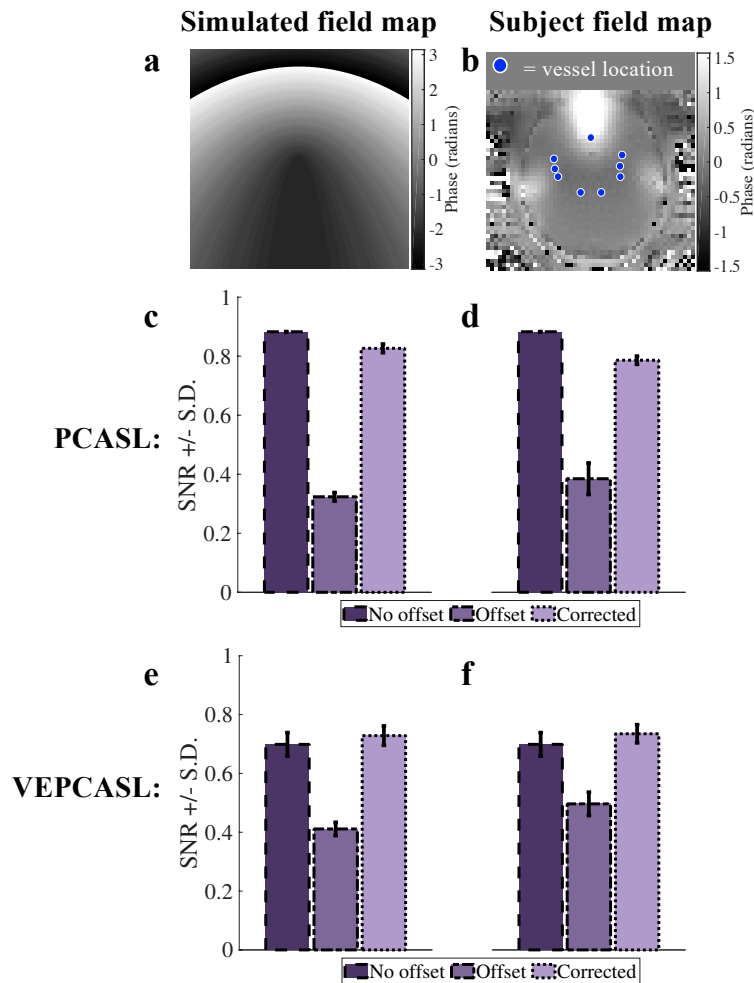 Simulated field map
Subject field map
a
3
2
1
0
-1
-2
-3
Phase (radians)
b
= vessel location
1.5
1
0.5
0
-0.5
-1
-1.5
Phase (radians)
PCASL:
c
d
1
0.8
0.6
0.4
0.2
0
SNR +/- S.D.
No offset Offset Corrected
VEPCASL:
e
f
1
0.8
0.6
0.4
0.2
0
SNR +/- S.D.
No offset Offset Corrected